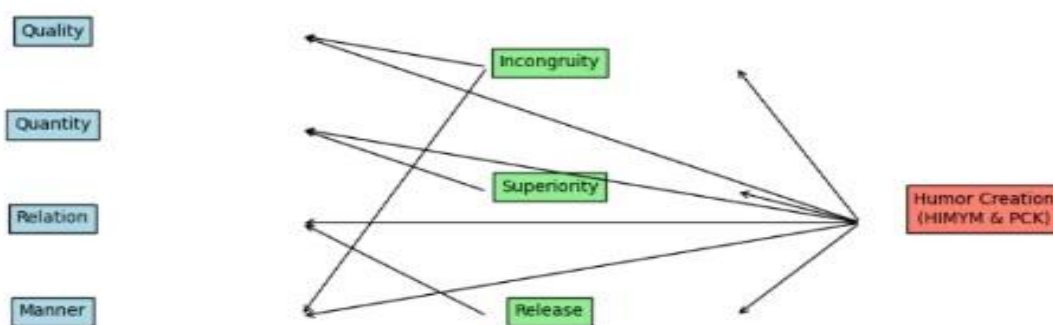 Quality
Incongruity
Quantity
Superiority
Humor Creation
(HIMYM & PCK)
Relation
Manner
Release